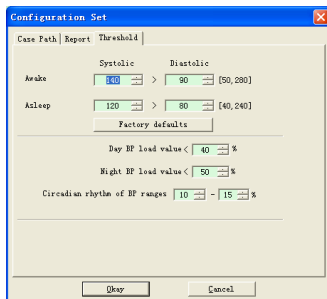 Configuration Set
Case Path Report Threshold
Systolic Diastolic
Awake 140 > 90 [50,280]
Asleep 120 > 80 [40,240]
Factory defaults
Day BP load value < 40 %
Night BP load value < 50 %
Circadian rhythm of BP ranges 10 - 15 %
Okay Cancel